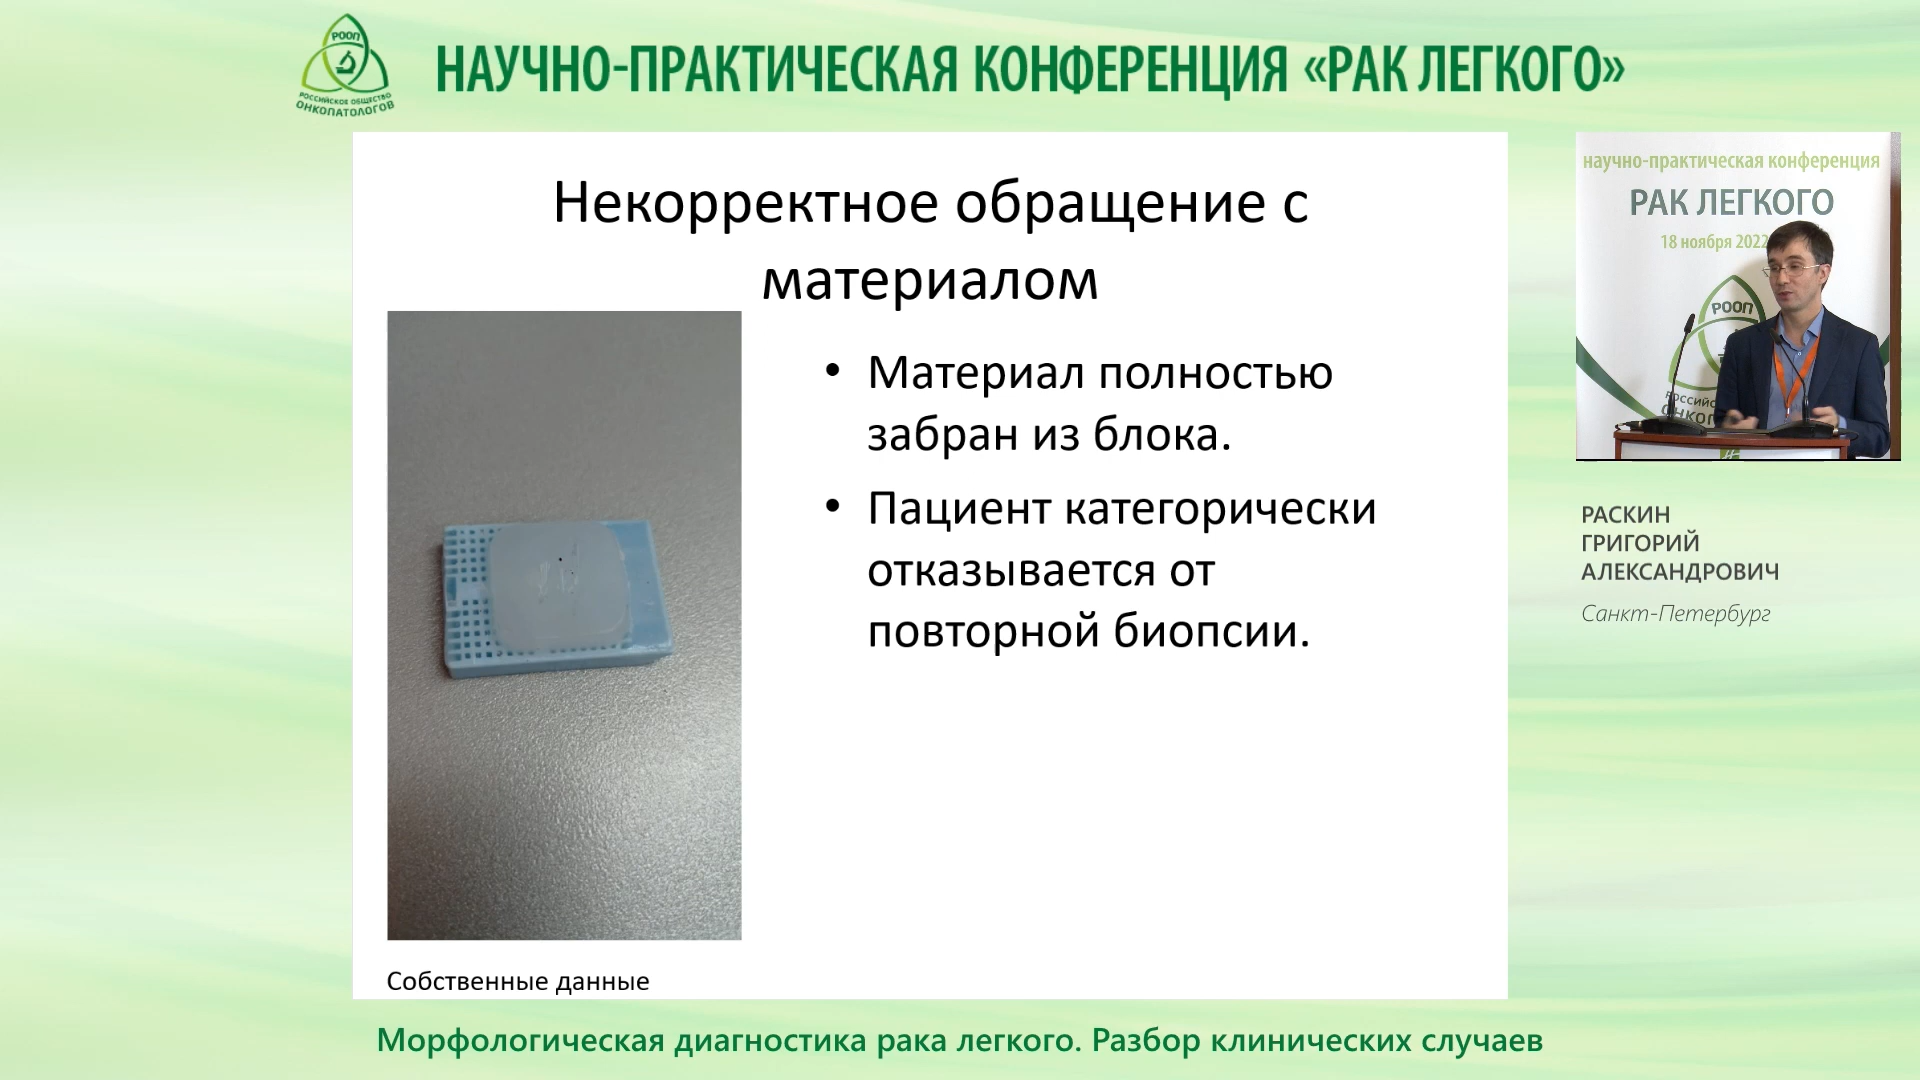 РООП
РОССИЙСКОЕ ОБЩЕСТВО
ОНКОПАТОЛОГОВ
НАУЧНО-ПРАКТИЧЕСКАЯ КОНФЕРЕНЦИЯ «РАК ЛЕГКОГО»
Некорректное обращение с
материалом
• Материал полностью
забран из блока.
• Пациент категорически
отказывается от
повторной биопсии.
Собственные данные
научно-практическая конференция
РАК ЛЕГКОГО
18 ноября 2022
РООП
РАСКИН
ГРИГОРИЙ
АЛЕКСАНДРОВИЧ
Санкт-Петербург
Морфологическая диагностика рака легкого. Разбор клинических случаев